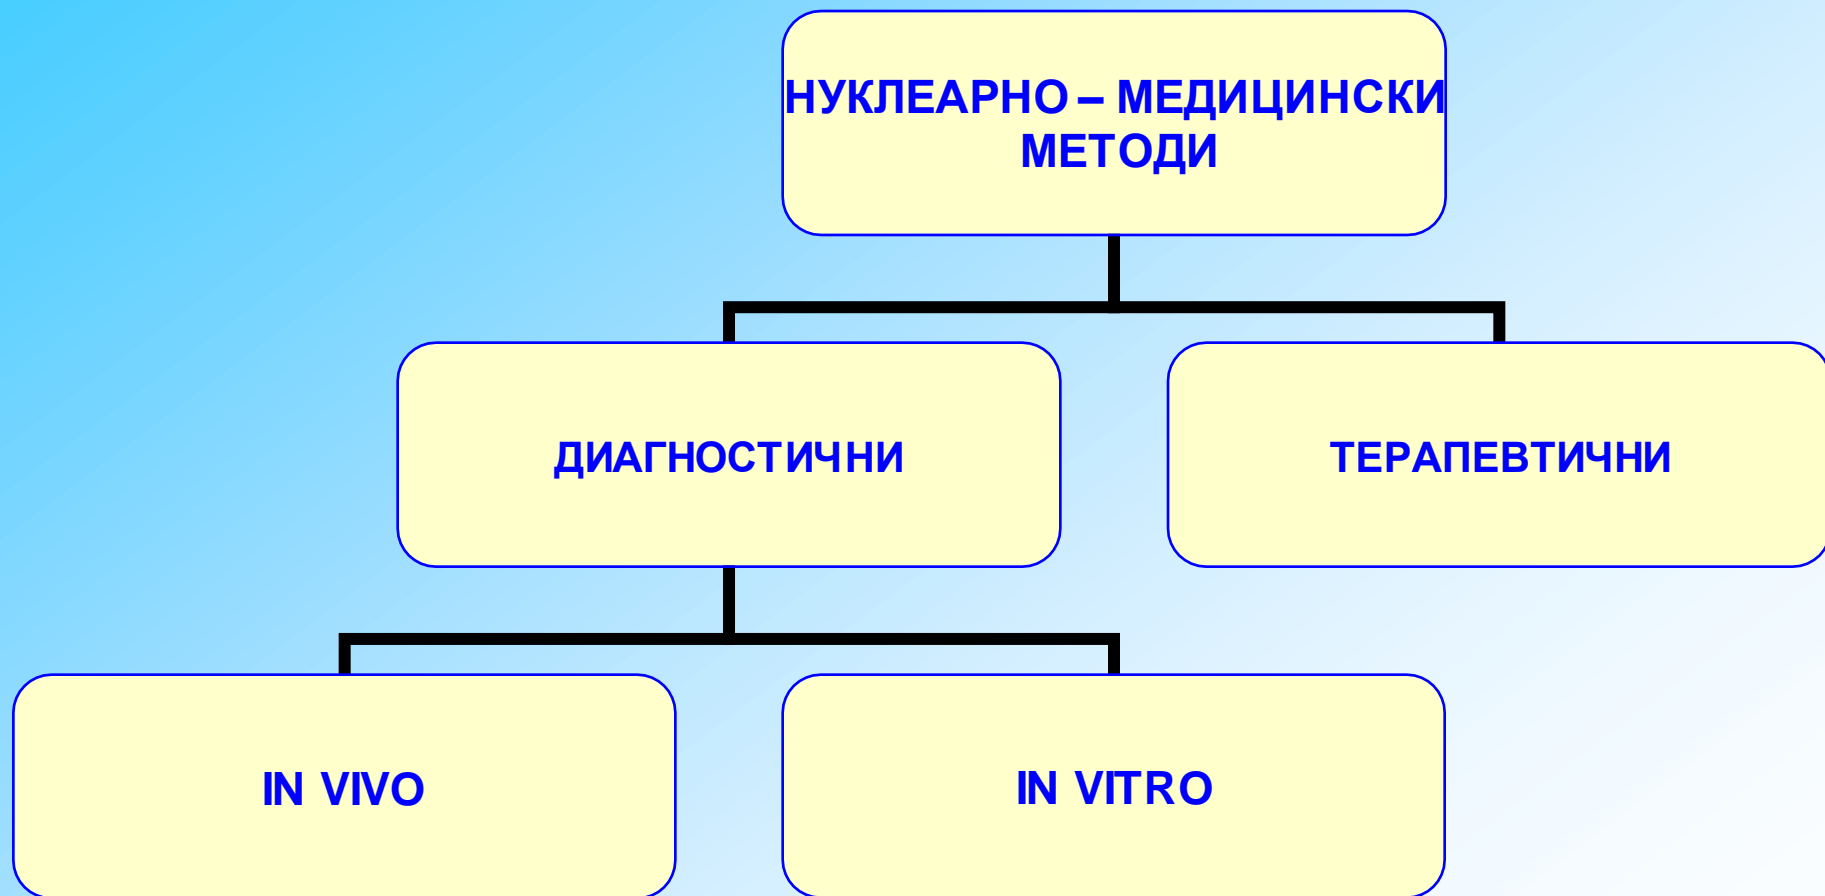 НУКЛЕАРНО – МЕДИЦИНСКИ
МЕТОДИ
ДИАГНОСТИЧНИ
ТЕРАПЕВТИЧНИ
IN VIVO
IN VITRO